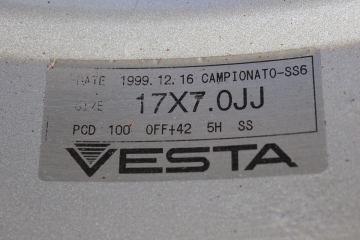 DATE 1999.12.16 CAMPIONATO-SS6
SIZE 17X7.0JJ
PCD 100 OFF+42 5H SS
VESTA